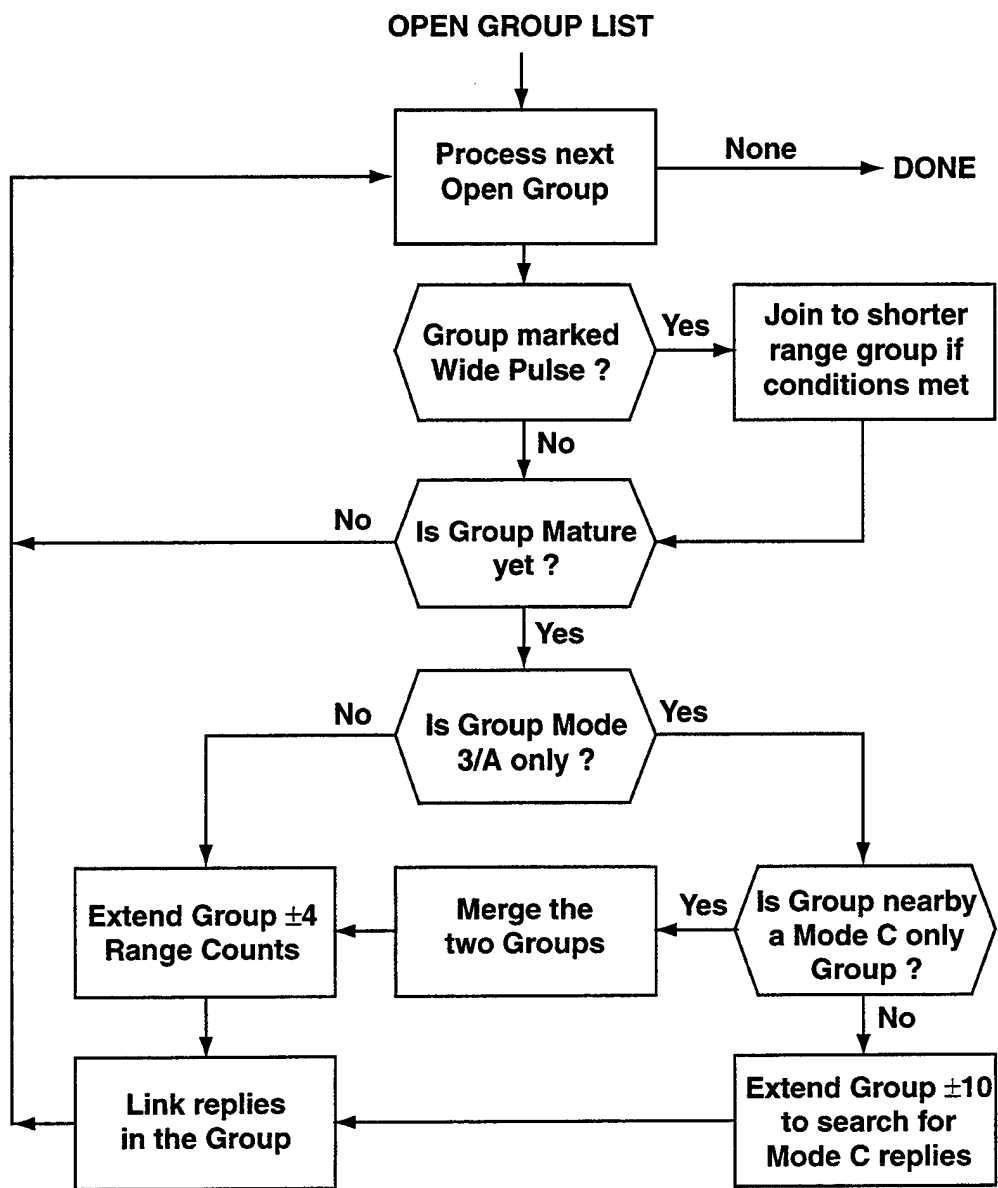 OPEN GROUP LIST
Process next
Open Group
None
DONE
Group marked
Wide Pulse ?
Yes
Join to shorter
range group if
conditions met
No
No
Is Group Mature
yet ?
Yes
No
Is Group Mode
3/A only ?
Yes
Extend Group ±4
Range Counts
Merge the
two Groups
Yes
Is Group nearby
a Mode C only
Group ?
No
Link replies
in the Group
Extend Group ±10
to search for
Mode C replies